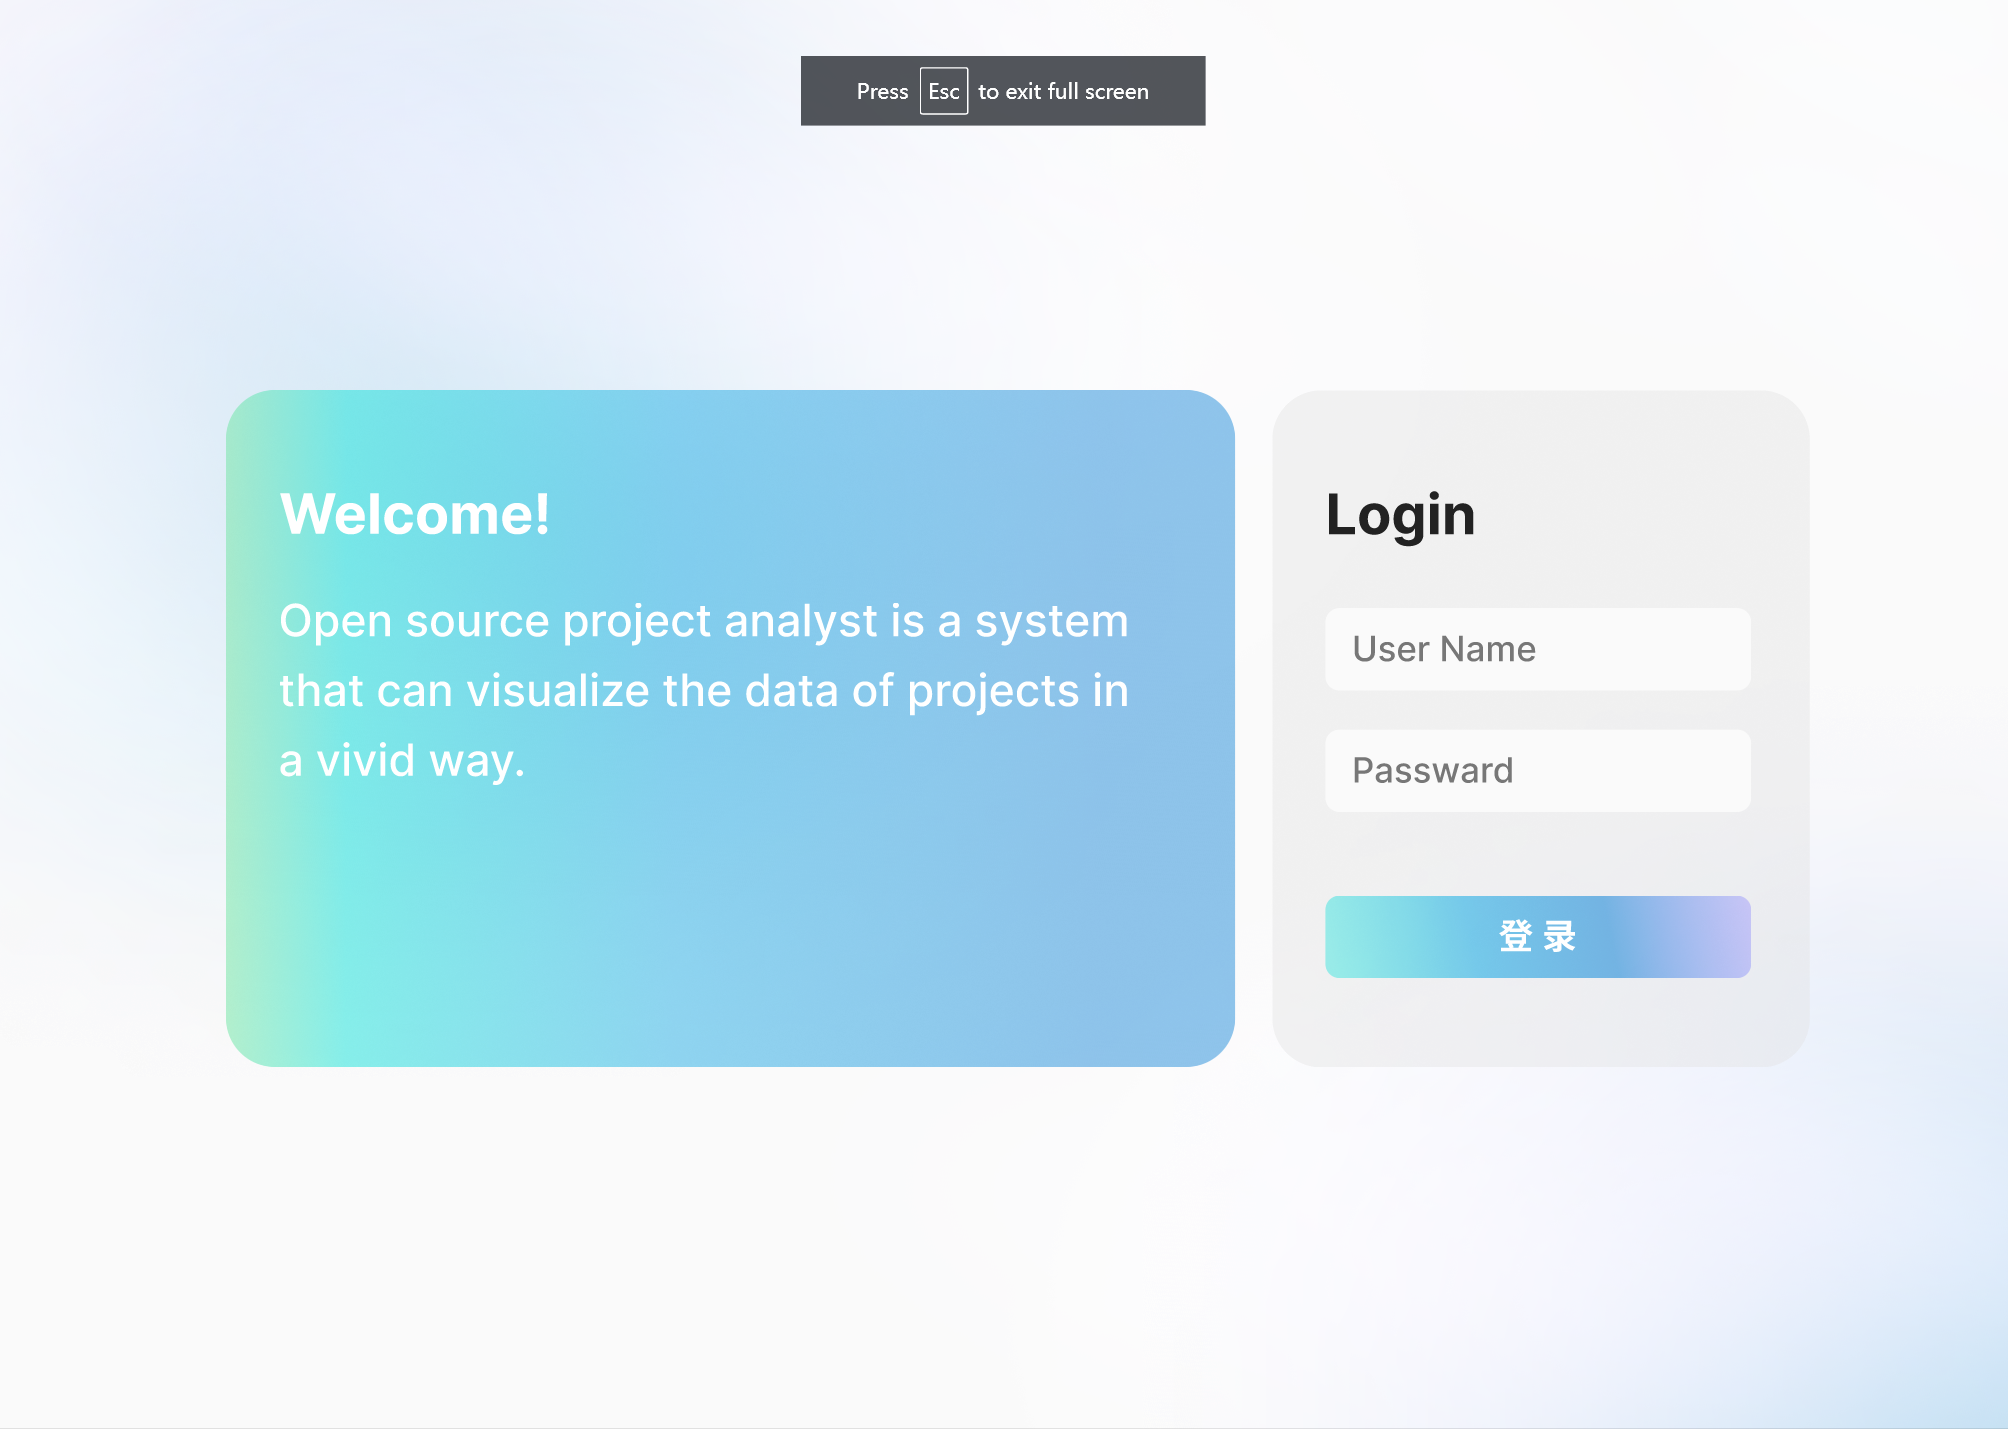 Press Esc to exit full screen
Welcome!
Open source project analyst is a system
that can visualize the data of projects in
a vivid way.
Login
User Name
Passward
登 录